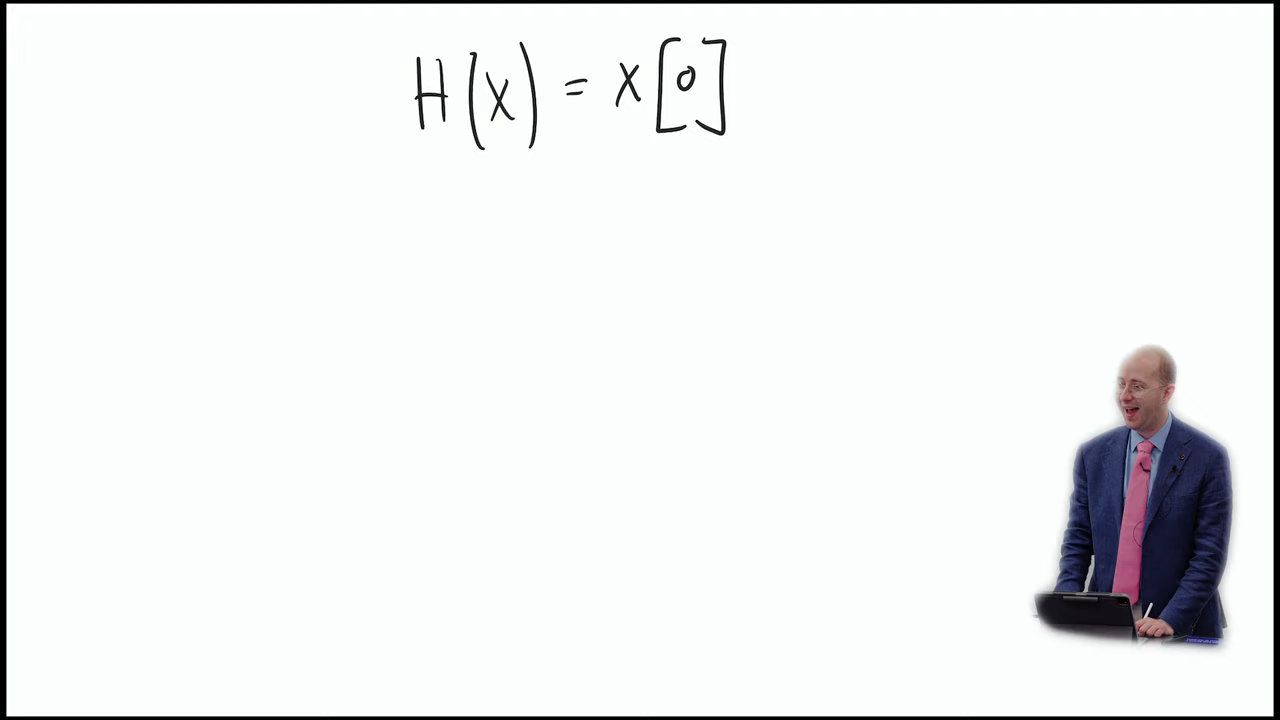 H(x) = x[0]